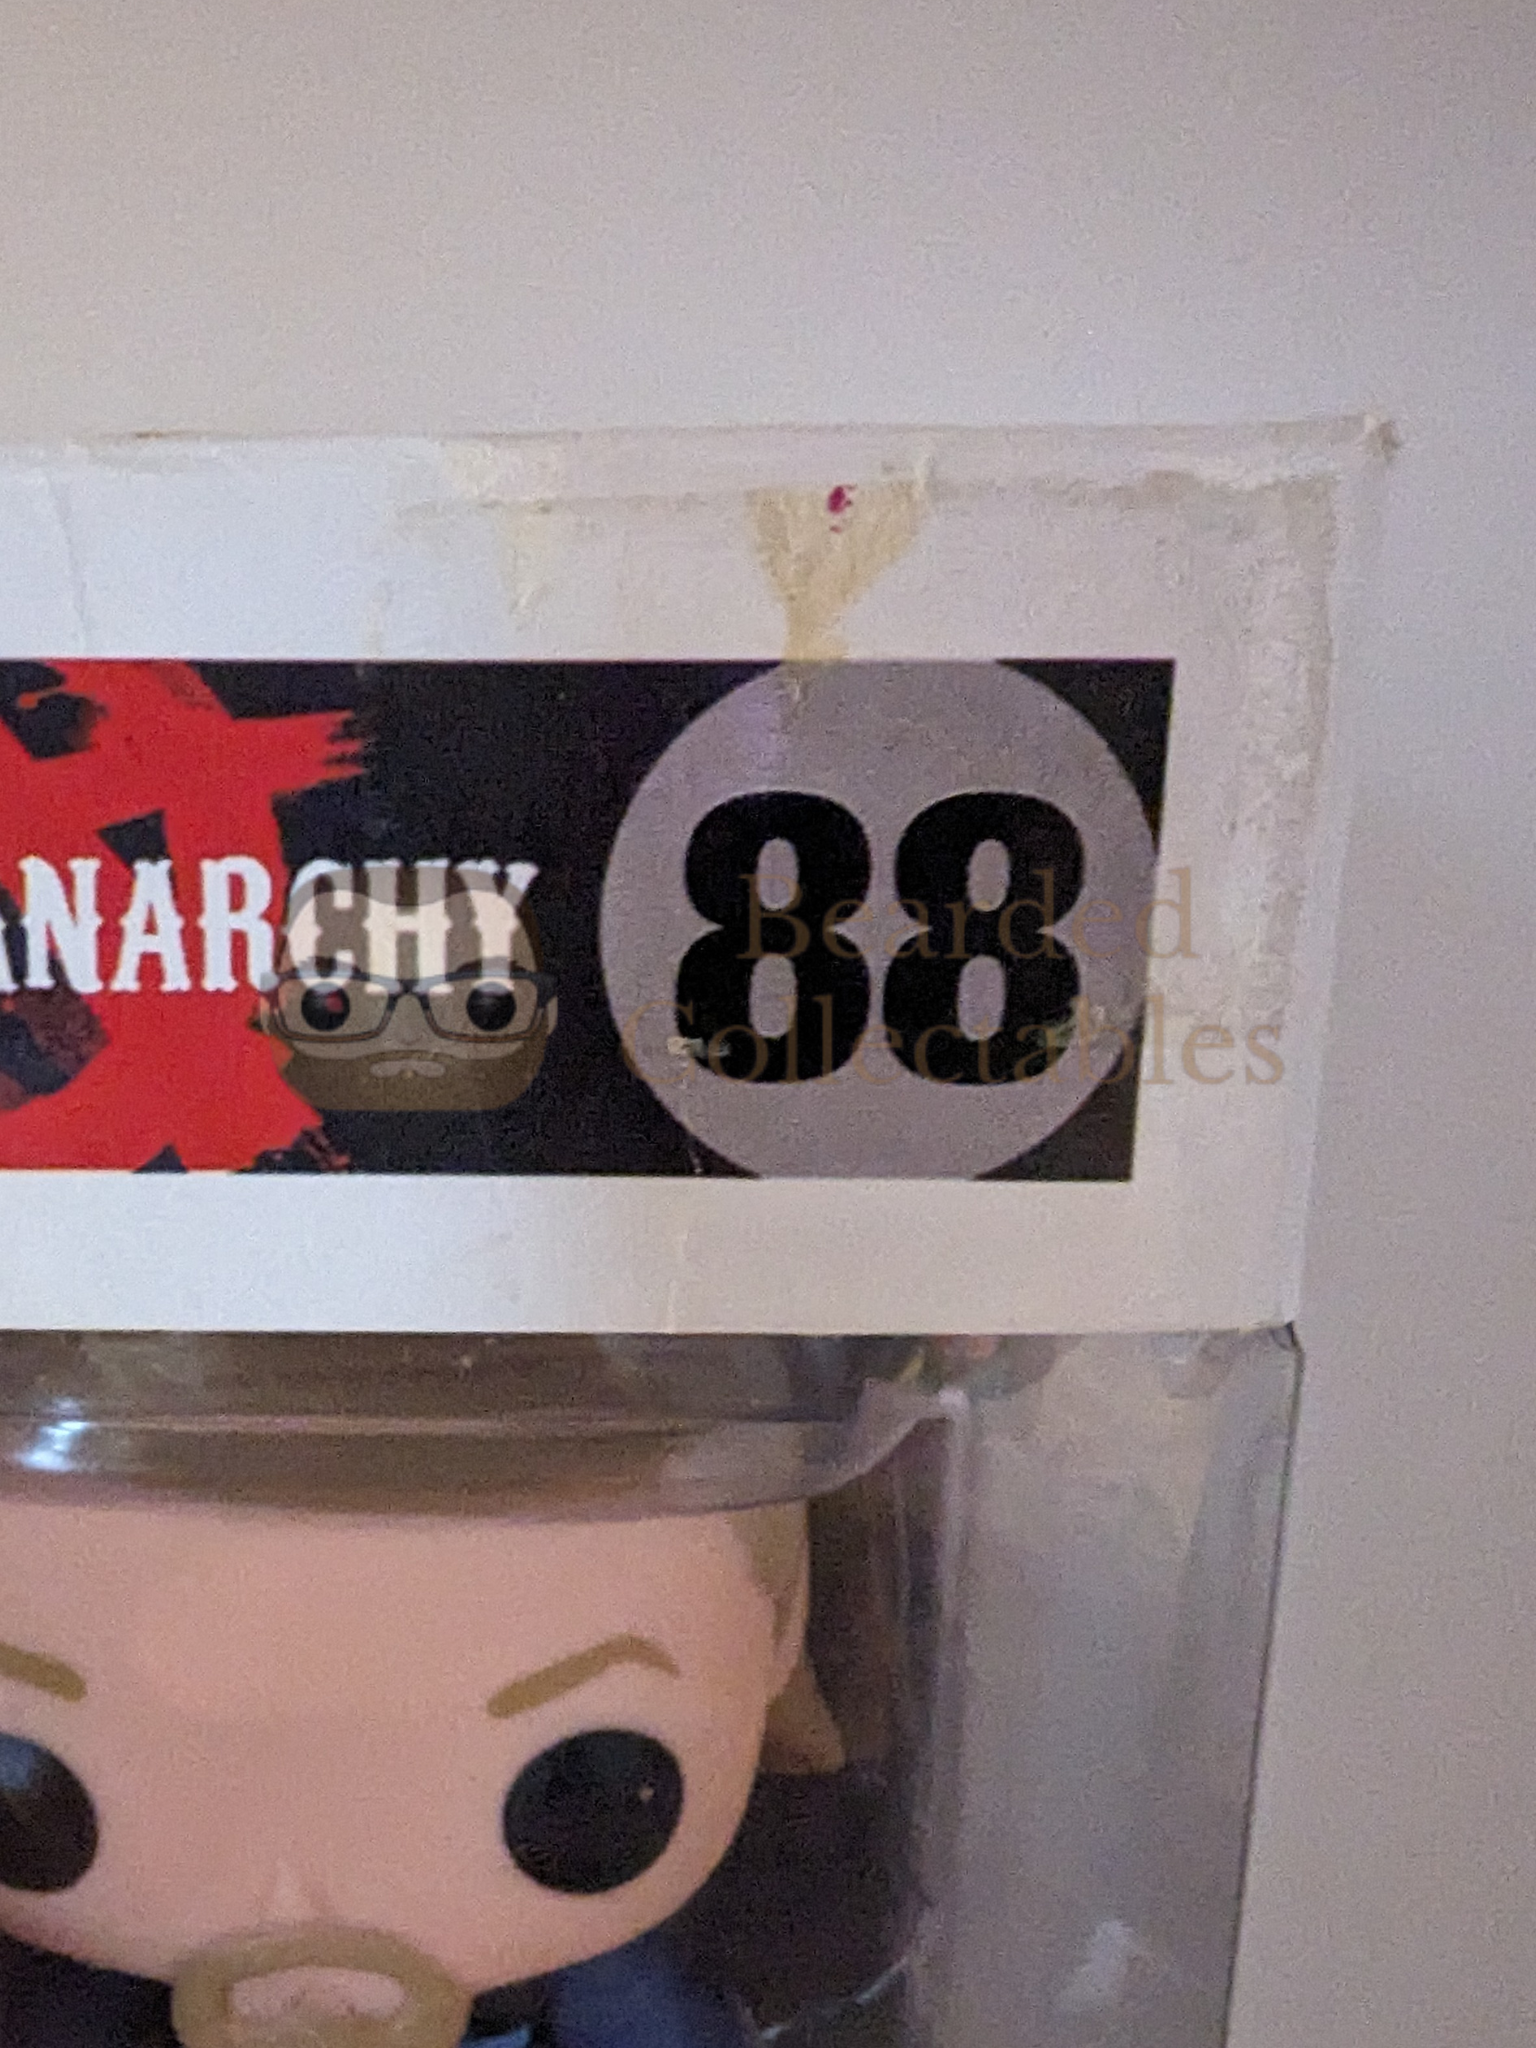 ANARCHY
88
Bearded
Collectables